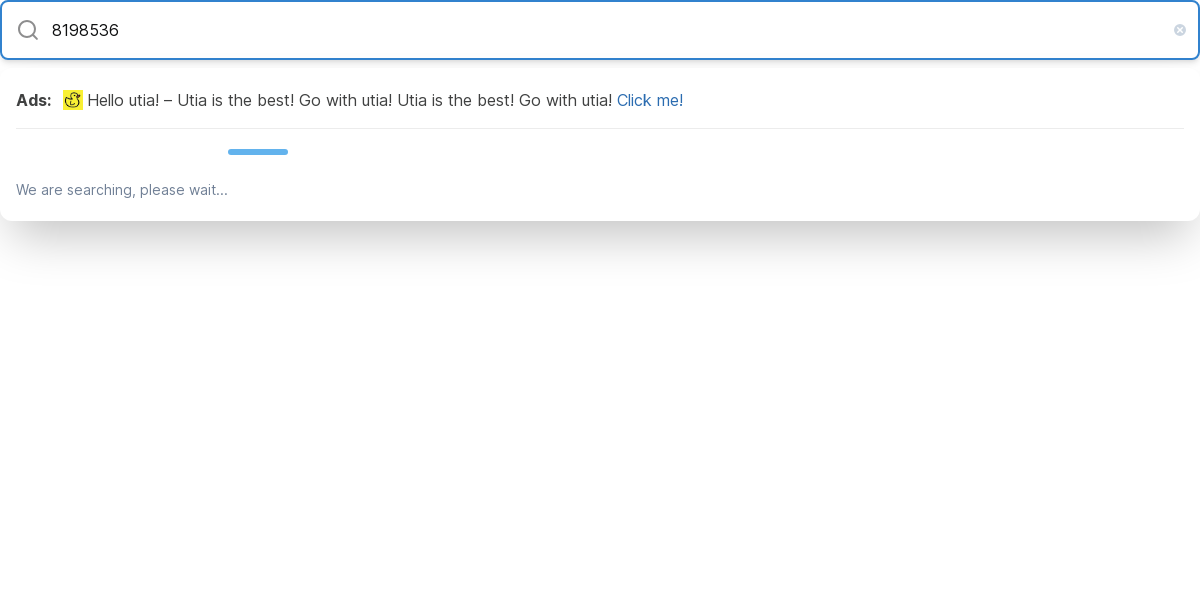 8198536
Ads: Hello utia! – Utia is the best! Go with utia! Utia is the best! Go with utia! Click me!
We are searching, please wait...